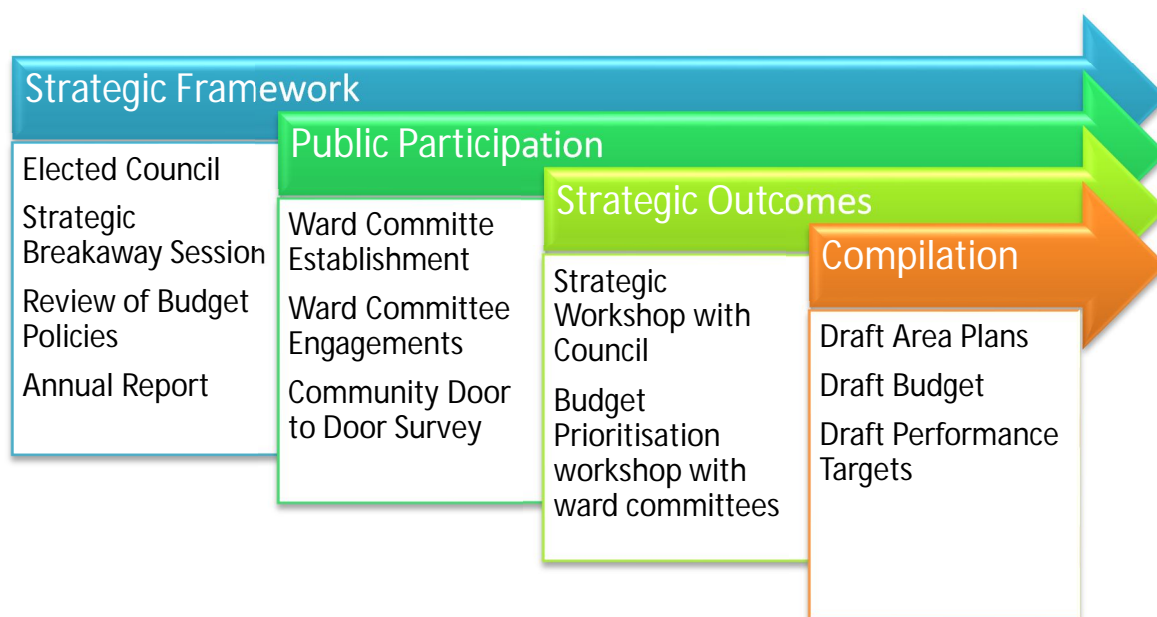 Strategic Framework
Elected Council
Strategic
Breakaway Session
Review of Budget
Policies
Annual Report
Public Participation
Ward Committe
Establishment
Ward Committee
Engagements
Community Door
to Door Survey
Strategic Outcomes
Strategic
Workshop with
Council
Budget
Prioritisation
workshop with
ward committees
Compilation
Draft Area Plans
Draft Budget
Draft Performance
Targets